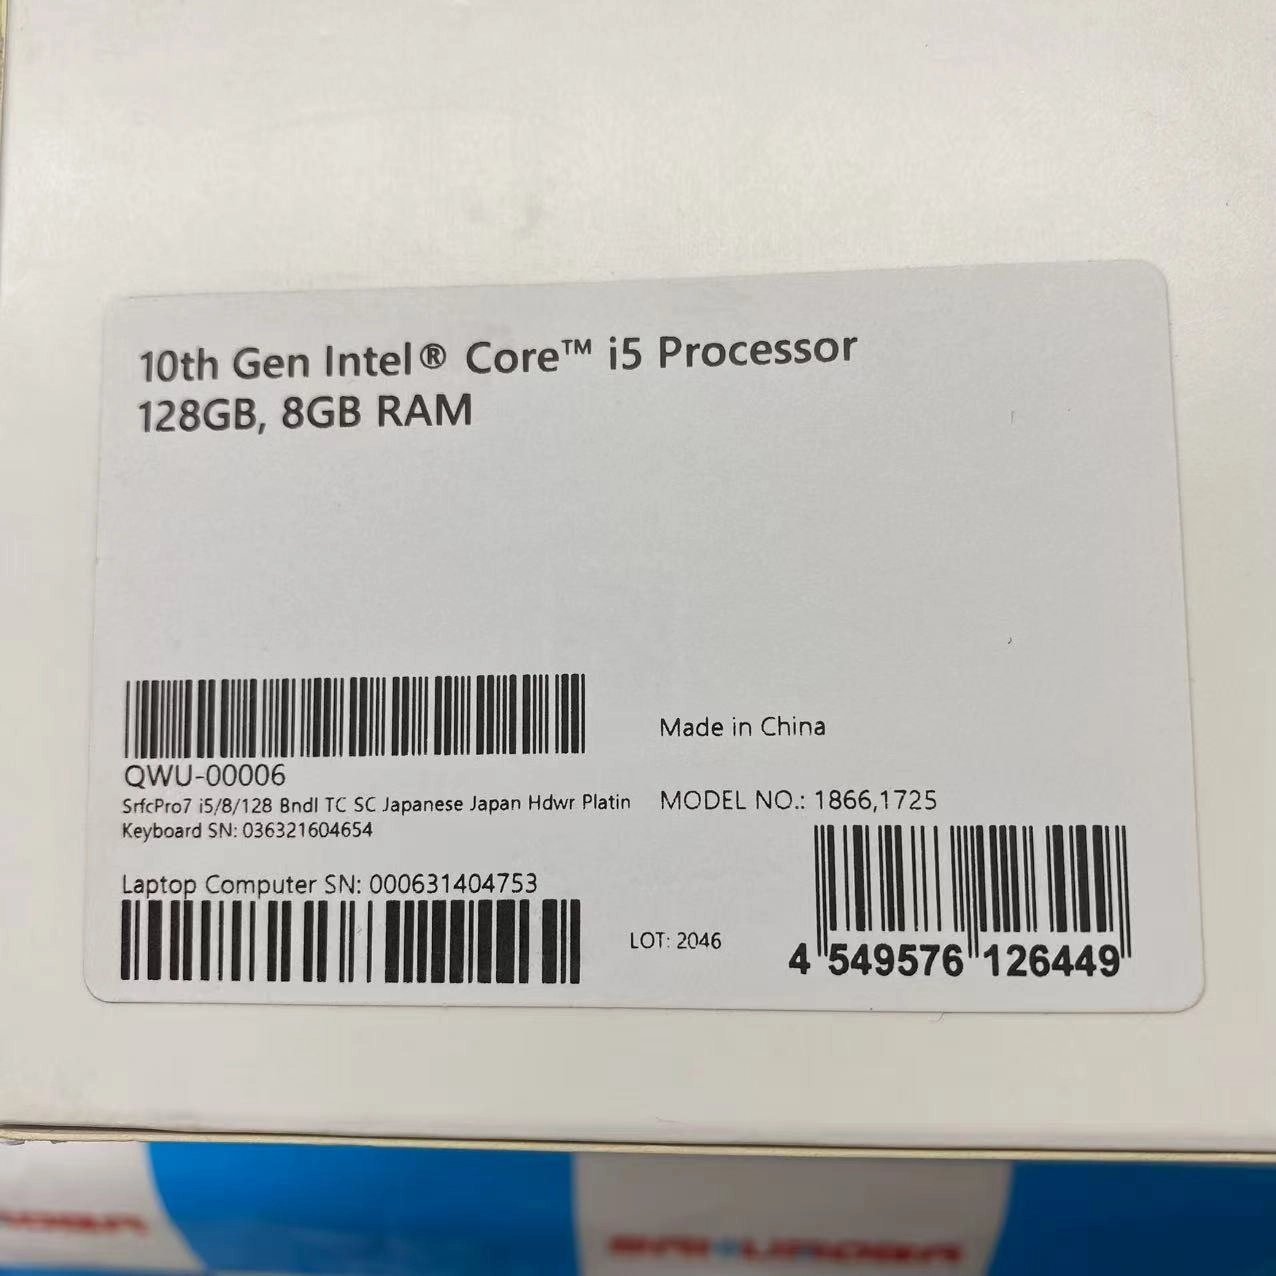 10th Gen Intel® Core™ i5 Processor
128GB, 8GB RAM
QWU-00006
SrfcPro7 i5/8/128 Bndl TC SC Japanese Japan Hdwr Platin
Keyboard SN: 036321604654
Laptop Computer SN: 000631404753
Made in China
MODEL NO.: 1866,1725
LOT: 2046
4 549576 126449